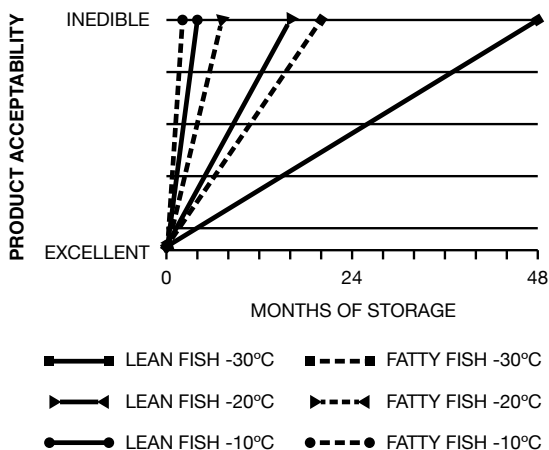 INEDIBLE
PRODUCT ACCEPTABILITY
EXCELLENT
0 24 48
MONTHS OF STORAGE
LEAN FISH -30ºC FATTY FISH -30ºC
LEAN FISH -20ºC FATTY FISH -20ºC
LEAN FISH -10ºC FATTY FISH -10ºC